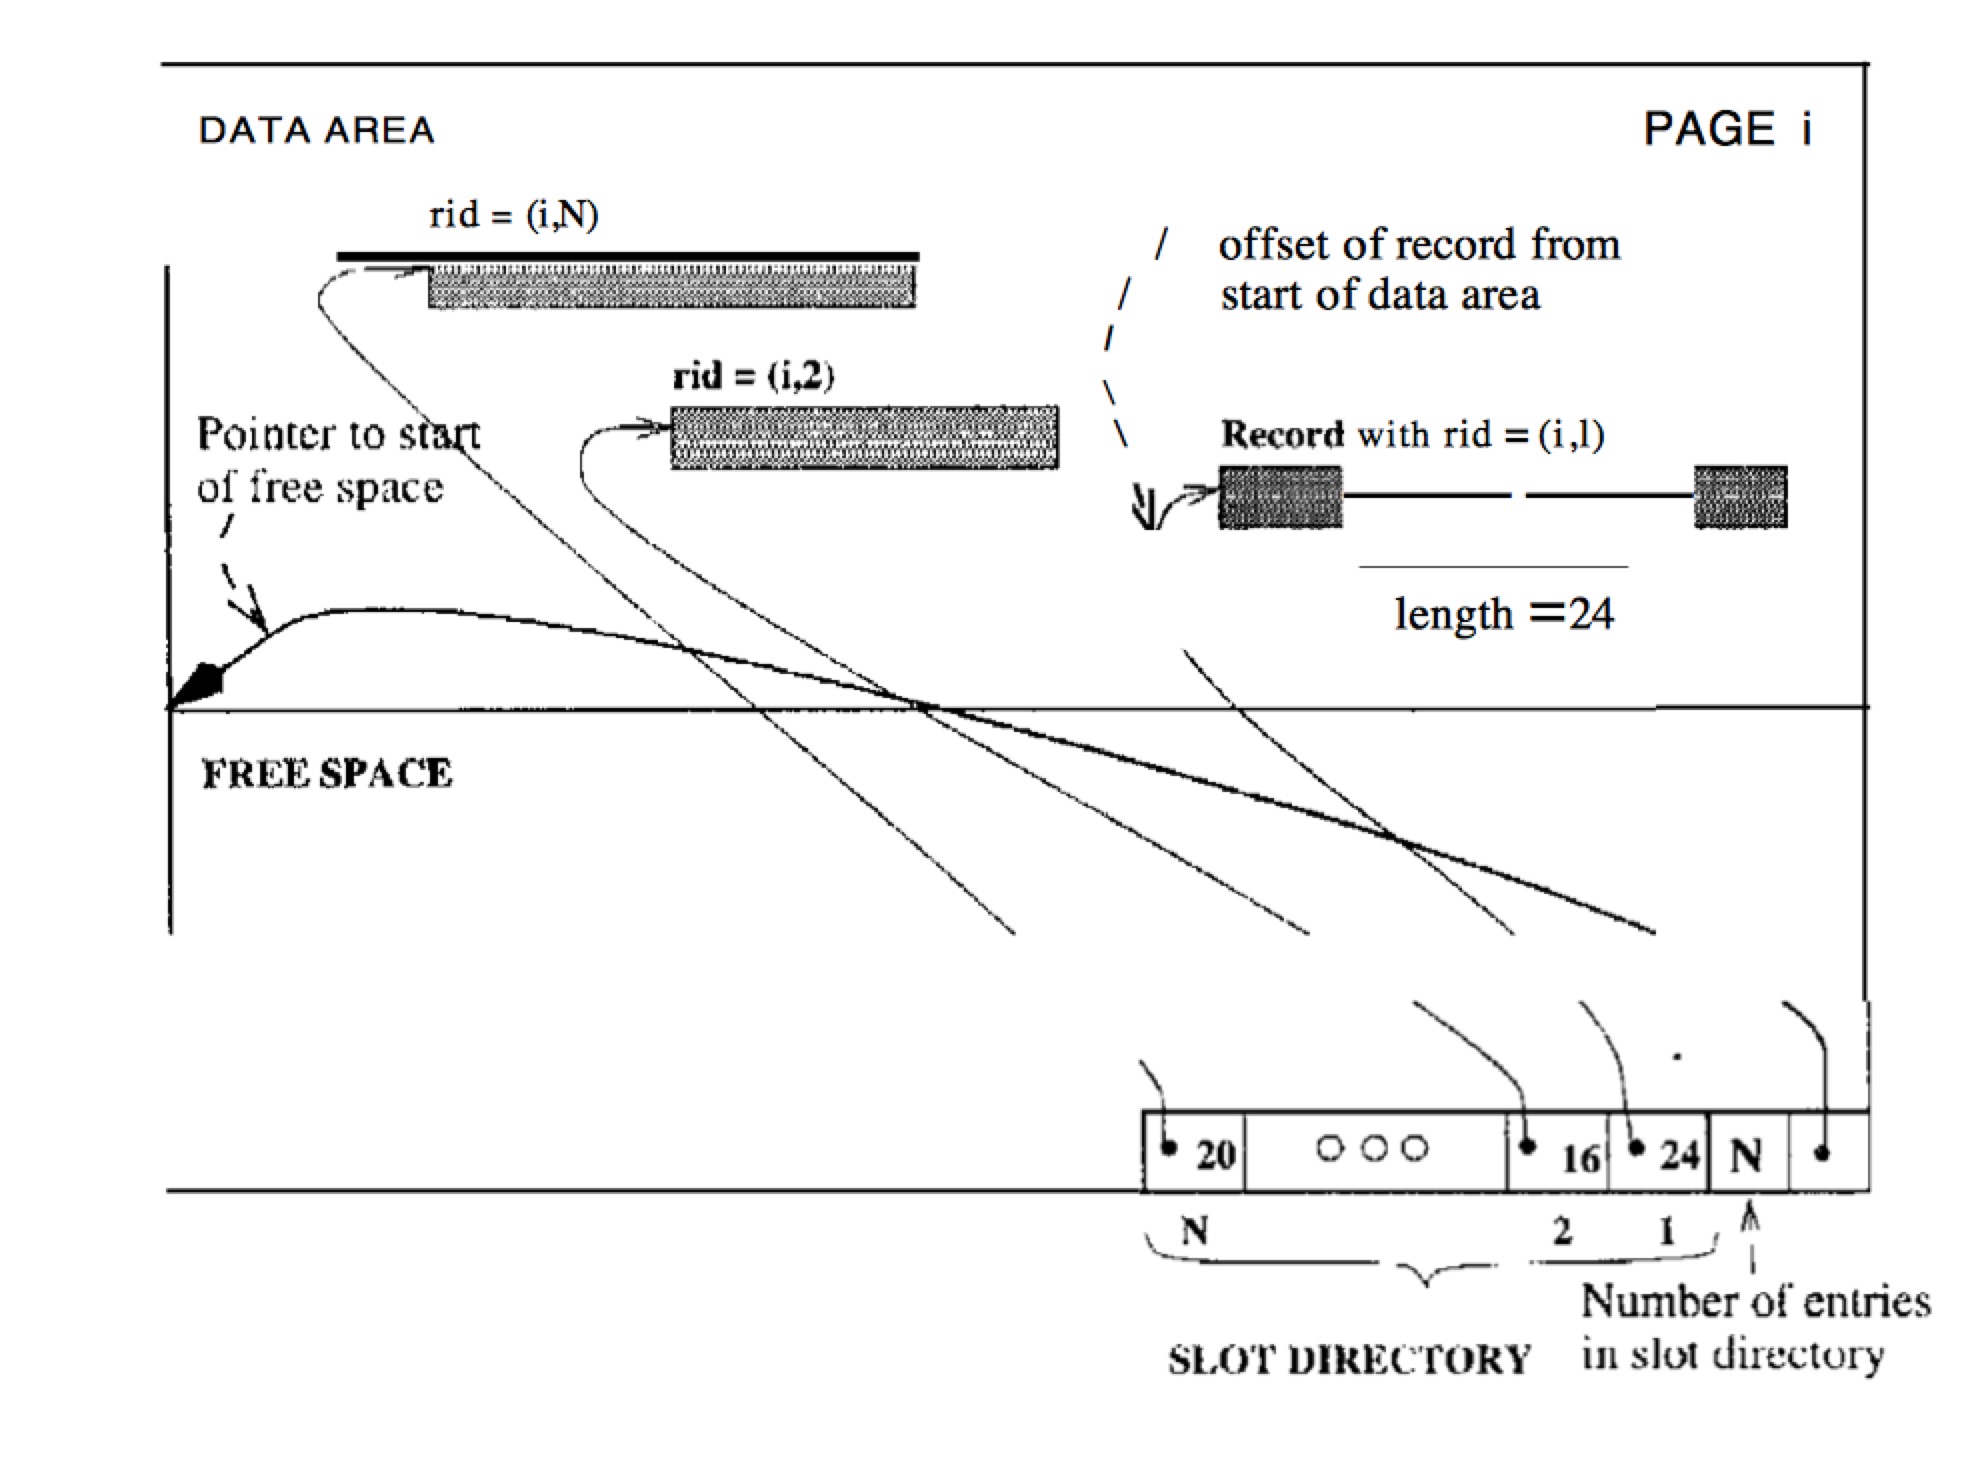 DATA AREA
PAGE i
rid = (i,N)
offset of record from
start of data area
rid = (i,2)
Pointer to start
of free space
Record with rid = (i,l)
length =24
FREE SPACE
20 ○○○ 16 24 N
N 2 1
Number of entries
in slot directory
SLOT DIRECTORY